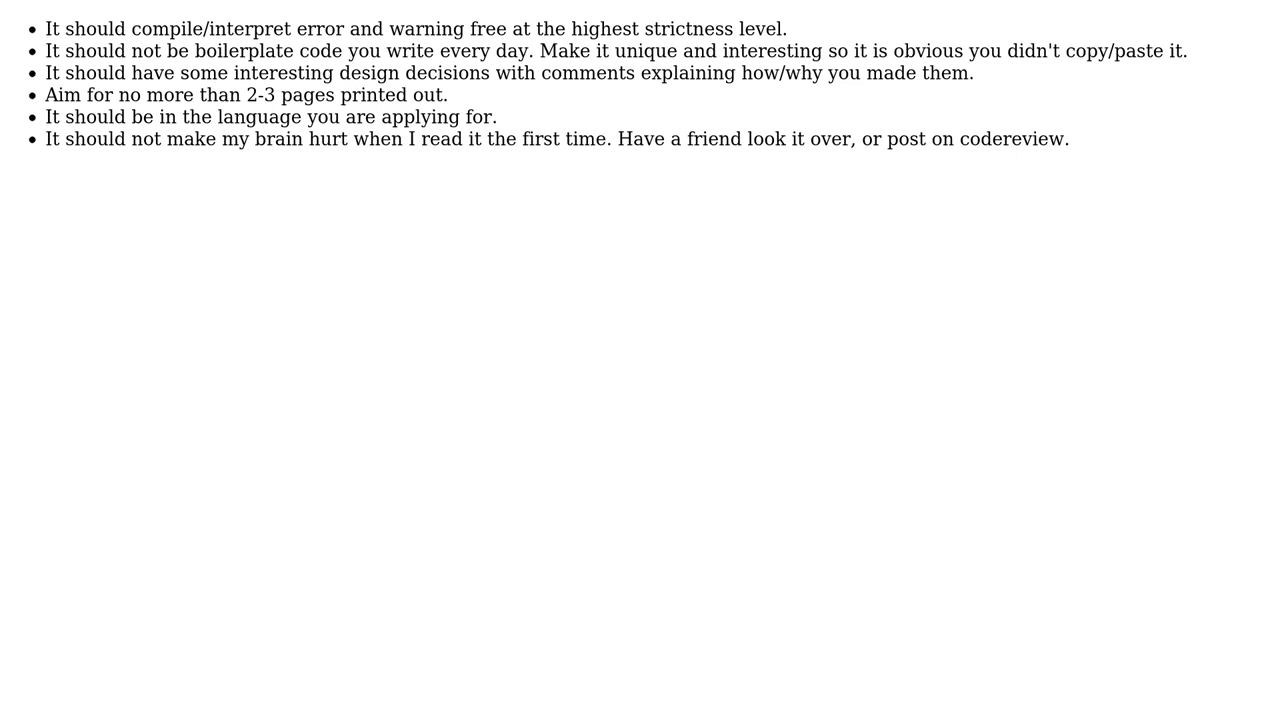 • It should compile/interpret error and warning free at the highest strictness level.
• It should not be boilerplate code you write every day. Make it unique and interesting so it is obvious you didn't copy/paste it.
• It should have some interesting design decisions with comments explaining how/why you made them.
• Aim for no more than 2-3 pages printed out.
• It should be in the language you are applying for.
• It should not make my brain hurt when I read it the first time. Have a friend look it over, or post on codereview.